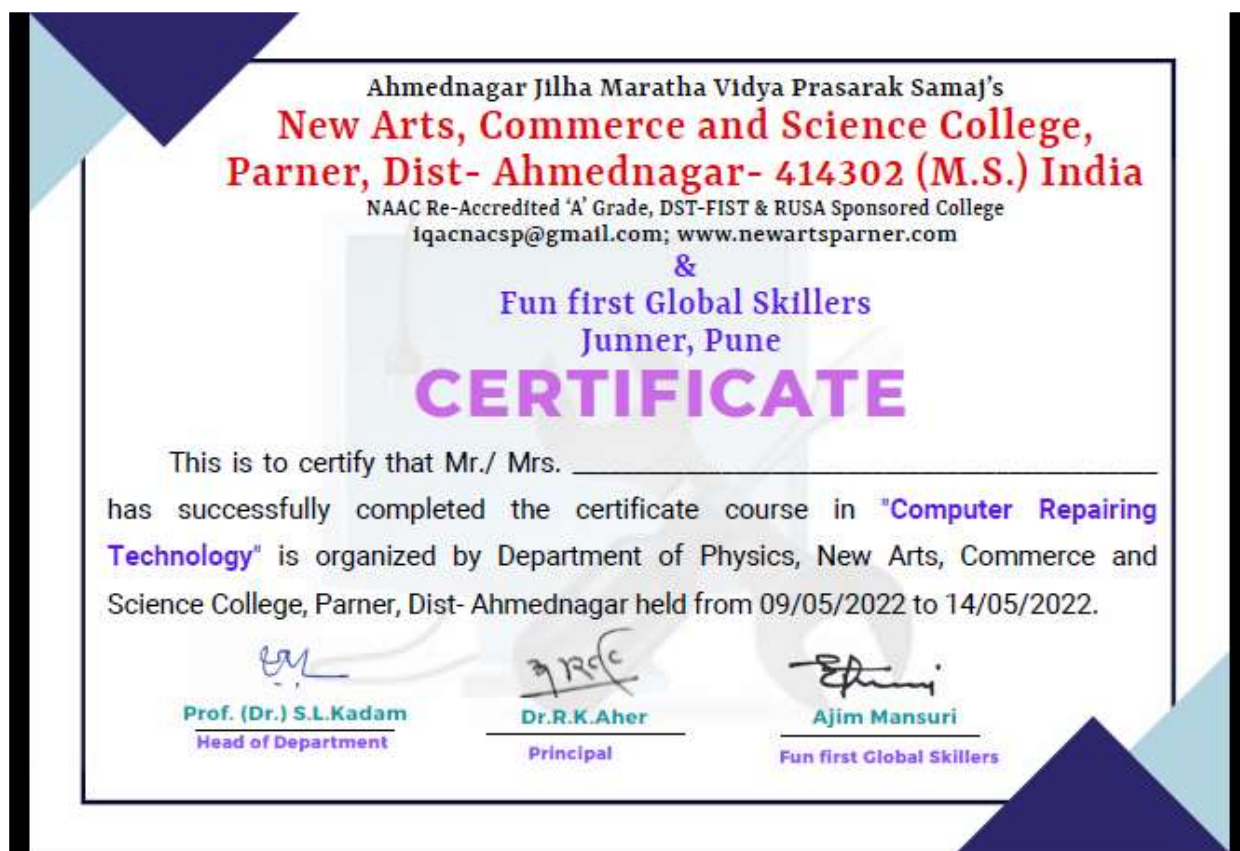 Ahmednagar Jilha Maratha Vidya Prasarak Samaj's
New Arts, Commerce and Science College,
Parner, Dist- Ahmednagar- 414302 (M.S.) India
NAAC Re-Accredited 'A' Grade, DST-FIST & RUSA Sponsored College
iqacnacsp@gmail.com; www.newartsparner.com
&
Fun first Global Skillers
Junner, Pune
CERTIFICATE
This is to certify that Mr./ Mrs. ____________________
has successfully completed the certificate course in "Computer Repairing
Technology" is organized by Department of Physics, New Arts, Commerce and
Science College, Parner, Dist- Ahmednagar held from 09/05/2022 to 14/05/2022.
Prof. (Dr.) S.L.Kadam
Head of Department
Dr.R.K.Aher
Principal
Ajim Mansuri
Fun first Global Skillers